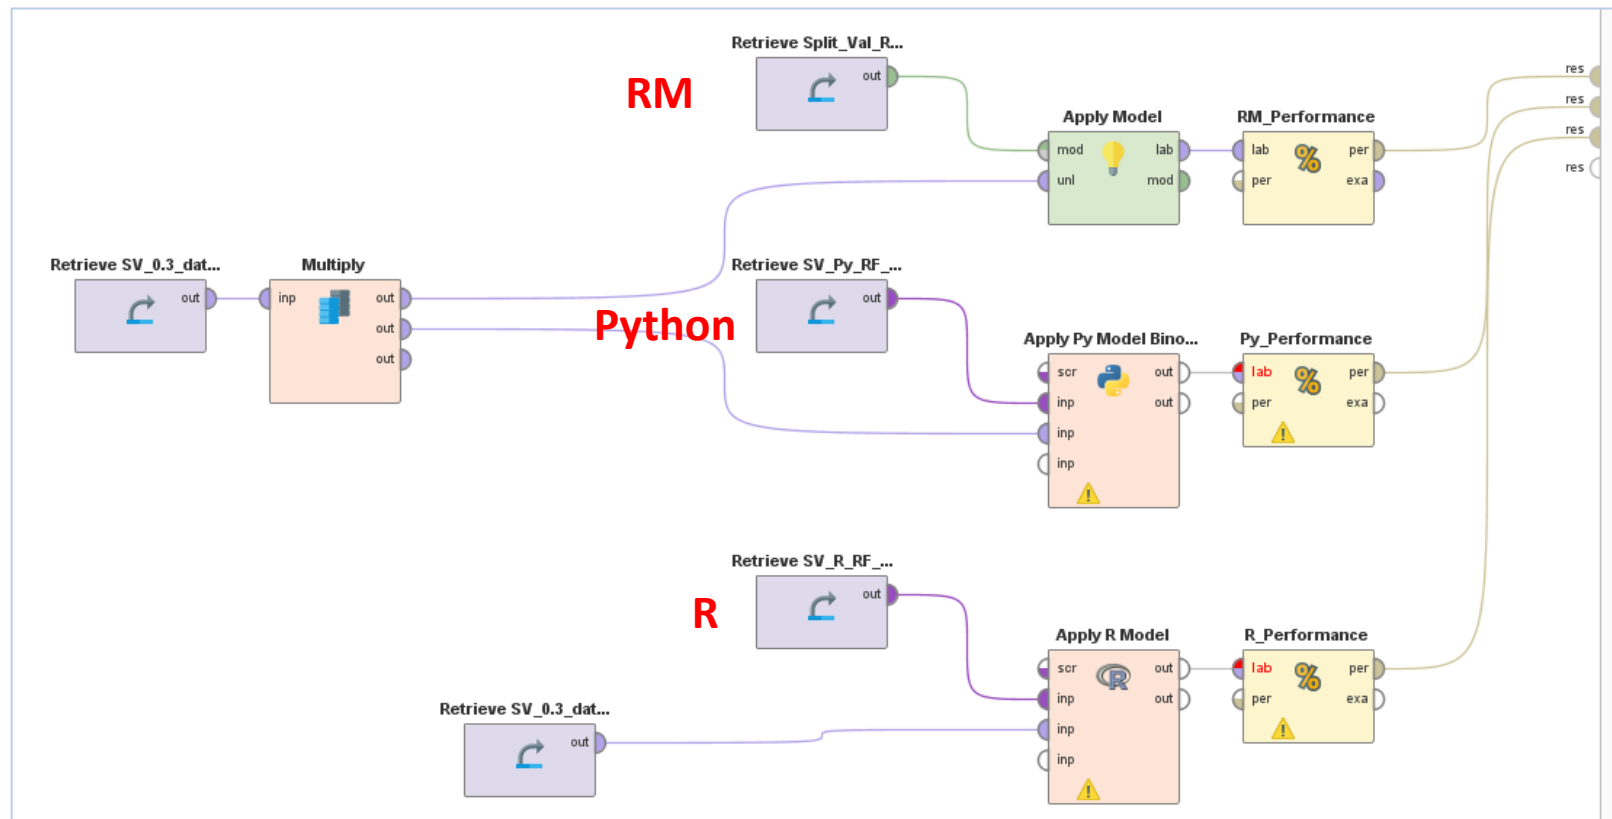 Retrieve Split_Val_R...
RM
out
res
res
res
res
Apply Model
mod
lab
unl
mod
RM_Performance
lab
per
per
exa
Retrieve SV_0.3_dat...
out
Multiply
inp
out
out
out
Retrieve SV_Py_RF_...
out
Python
Apply Py Model Bino...
scr
out
inp
out
inp
inp
Py_Performance
lab
per
per
exa
Retrieve SV_R_RF_...
out
R
Apply R Model
scr
out
inp
out
inp
inp
R_Performance
lab
per
per
exa
Retrieve SV_0.3_dat...
out